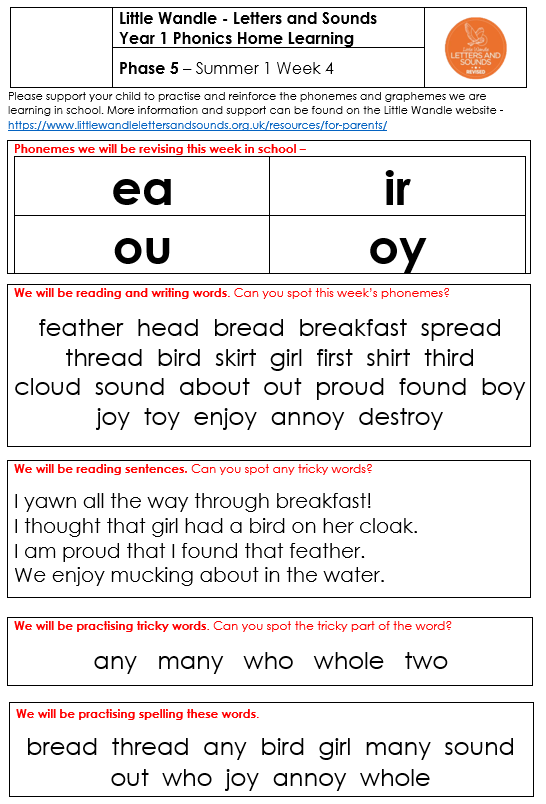 Little Wandle - Letters and Sounds
Year 1 Phonics Home Learning
Phase 5 – Summer 1 Week 4
Little Wandle
LETTERS AND
SOUNDS
REVISED
Please support your child to practise and reinforce the phonemes and graphemes we are
learning in school. More information and support can be found on the Little Wandle website -
https://www.littlewandlelettersandsounds.org.uk/resources/for-parents/
Phonemes we will be revising this week in school –
ea ir
ou oy
We will be reading and writing words. Can you spot this week's phonemes?
feather head bread breakfast spread
thread bird skirt girl first shirt third
cloud sound about out proud found boy
joy toy enjoy annoy destroy
We will be reading sentences. Can you spot any tricky words?
I yawn all the way through breakfast!
I thought that girl had a bird on her cloak.
I am proud that I found that feather.
We enjoy mucking about in the water.
We will be practising tricky words. Can you spot the tricky part of the word?
any many who whole two
We will be practising spelling these words.
bread thread any bird girl many sound
out who joy annoy whole